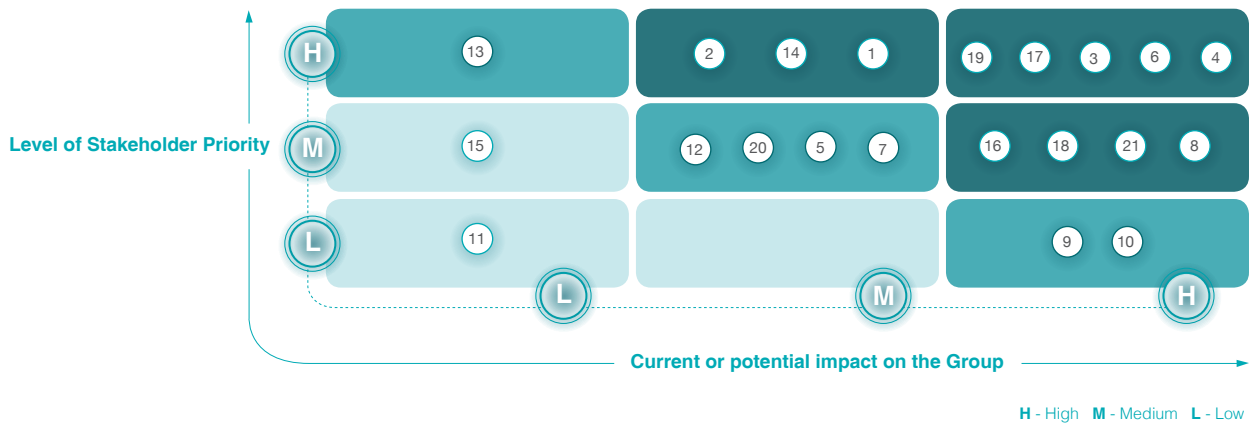 H
13
2
14
1
19
17
3
6
4
Level of Stakeholder Priority
M
15
12
20
5
7
16
18
21
8
L
11
9
10
L
M
H
Current or potential impact on the Group
H - High M - Medium L - Low